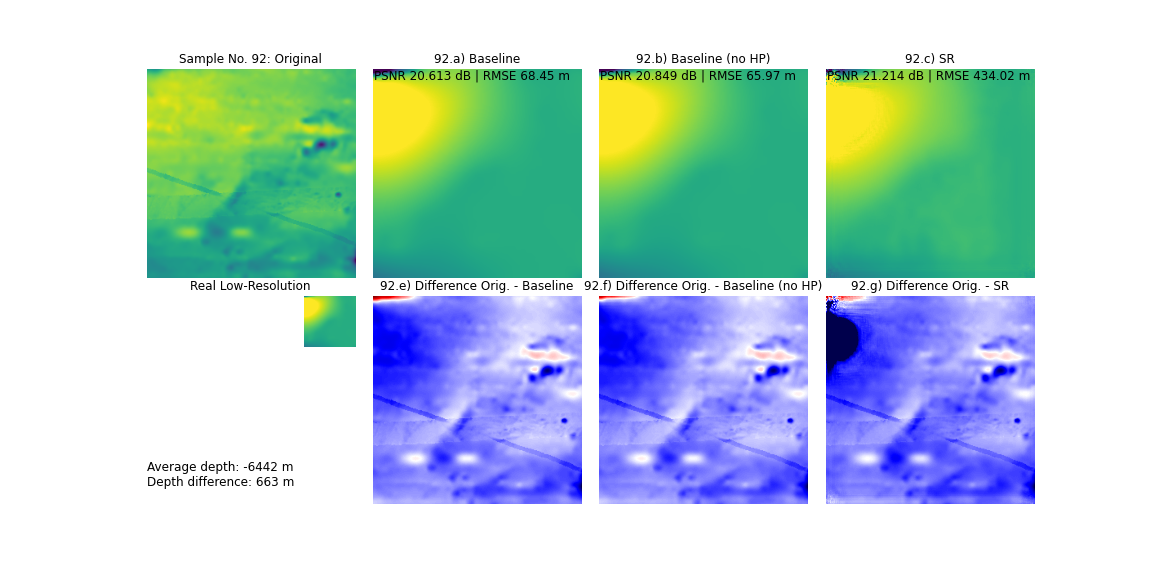 Sample No. 92: Original
92.a) Baseline
92.b) Baseline (no HP)
92.c) SR
PSNR 20.613 dB | RMSE 68.45 m
PSNR 20.849 dB | RMSE 65.97 m
PSNR 21.214 dB | RMSE 434.02 m
Real Low-Resolution
92.e) Difference Orig. - Baseline
92.f) Difference Orig. - Baseline (no HP)
92.g) Difference Orig. - SR
Average depth: -6442 m
Depth difference: 663 m